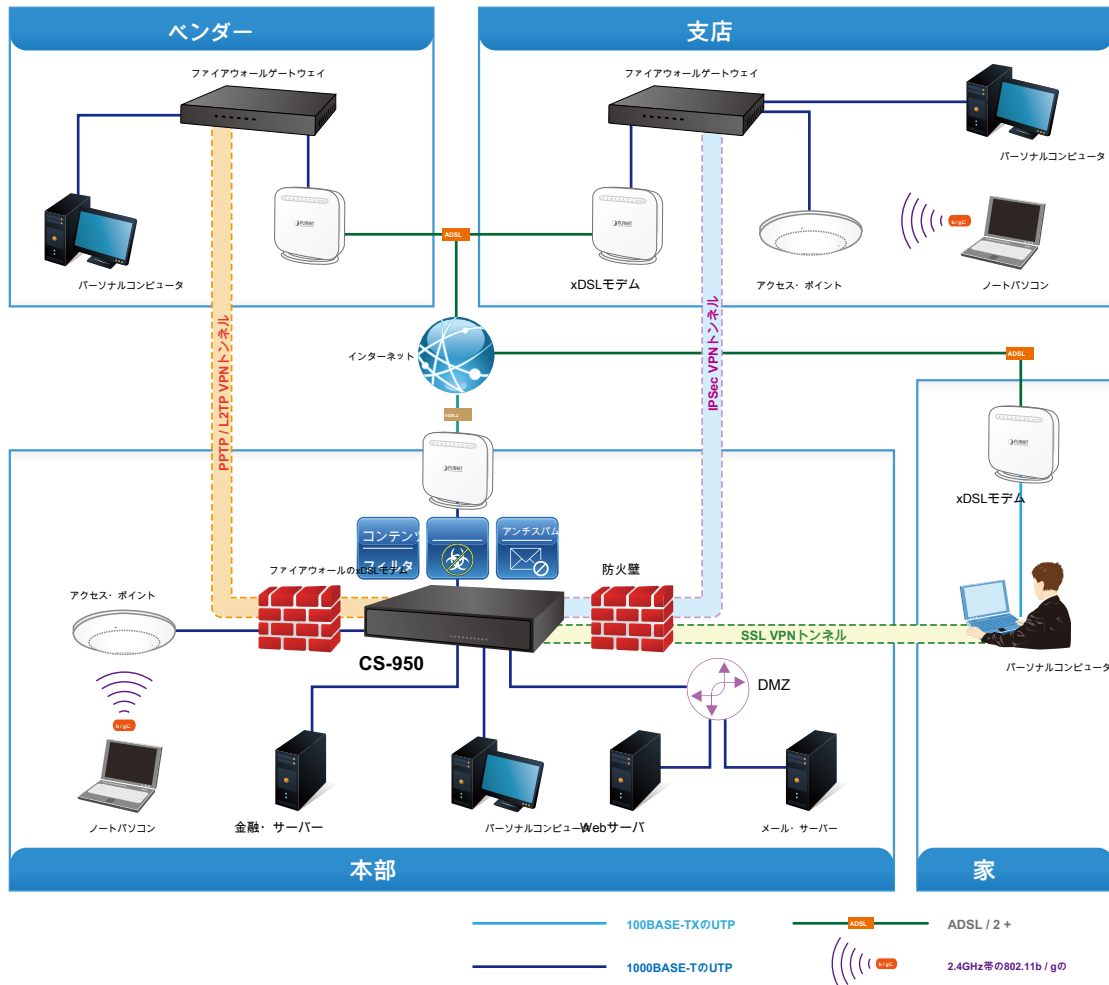 ベンダー
支店
ファイアウォールゲートウェイ
ファイアウォールゲートウェイ
パーソナルコンピュータ
PLANET
PLANET
ADSL
b / gに
パーソナルコンピュータ
xDSLモデム
アクセス・ポイント
ノートパソコン
PPTP / L2TP VPNトンネル
IPSec VPNトンネル
インターネット
ADSL
VDSL2
PLANET
PLANET
xDSLモデム
コンテンツ
フィルタ
アンチスパム
ファイアウォールのxDSLモデム
防火壁
アクセス・ポイント
SSL VPNトンネル
CS-950
パーソナルコンピュータ
DMZ
b / gに
ノートパソコン
金融・サーバー
パーソナルコンピュータ
Webサーバ
メール・サーバー
本部
家
100BASE-TXのUTP
ADSL
ADSL / 2 +
1000BASE-TのUTP
b / gに
2.4GHz帯の802.11b / gの